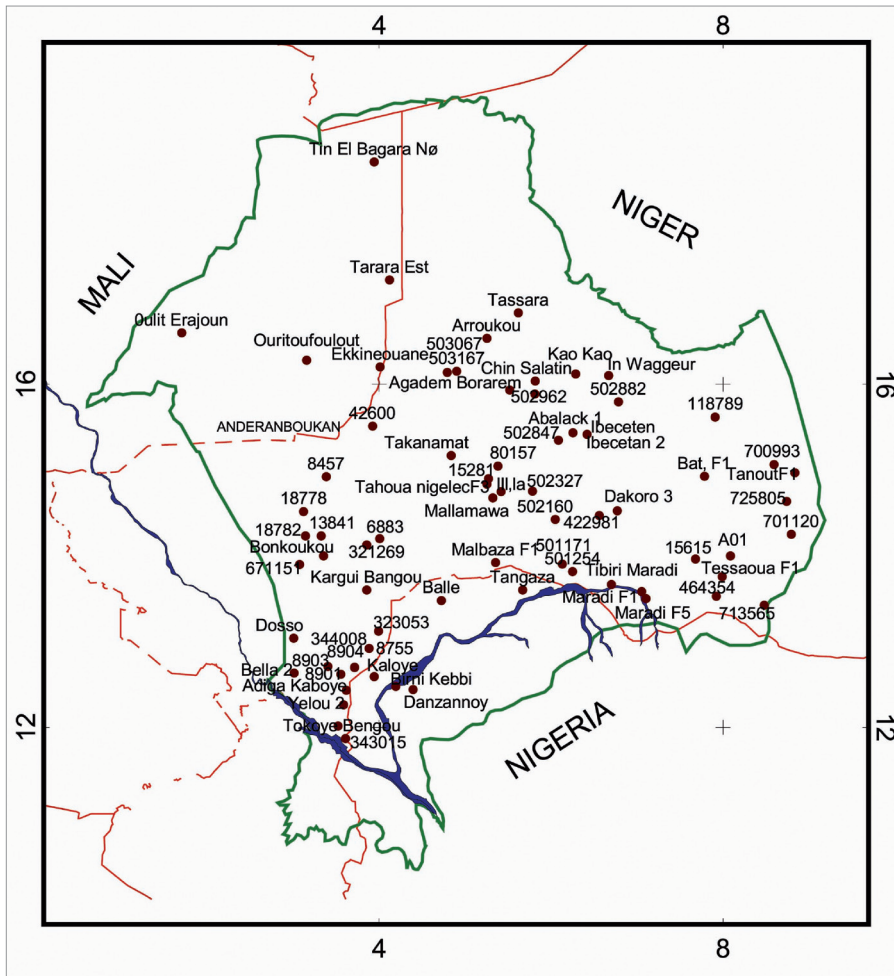 4 8
Tin El Bagara Nø
NIGER
MALI
Tarara Est
Tassara
0ulit Erajoun
Arroukou
Ouritoufoulout
503067
Ekkineouane
503167
Kao Kao
Chin Salatin
In Waggeur
16 16
Agadem Borarem
502962
502882
118789
42600
ANDERANBOUKAN
Abalack 1
Ibeceten
502847
Ibecetan 2
Takanamat
80157
700993
8457
15281
Bat, F1
TanoutF1
Tahoua nigelecF3
III,la
502327
18778
Mallamawa
502160
Dakoro 3
725805
422981
18782
13841
6883
701120
Bonkoukou
321269
Malbaza F1
501171
15615
A01
671151
501254
Tessaoua F1
Kargui Bangou
Balle
Tangaza
Tibiri Maradi
464354
Maradi F1
713565
Maradi F5
Dosso
323053
344008
8755
8904
Bella 2
8903
8901
Kaloye
Birni Kebbi
Adiga Kaboye
Danzannoy
Yelou 2
Tokoye Bengou
12 12
343015
NIGERIA
4 8